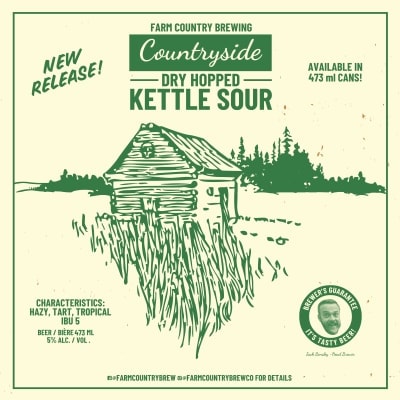 FARM COUNTRY BREWING
Countryside
DRY HOPPED
KETTLE SOUR
NEW
RELEASE!
AVAILABLE IN
473 ml CANS!
CHARACTERISTICS:
HAZY, TART, TROPICAL
IBU 5
BEER / BIÈRE 473 ML
5% ALC. / VOL.
BREWER'S GUARANTEE
IT'S TASTY BEER!
@FARMCOUNTRYBREW @FARMCOUNTRYBREWCO FOR DETAILS